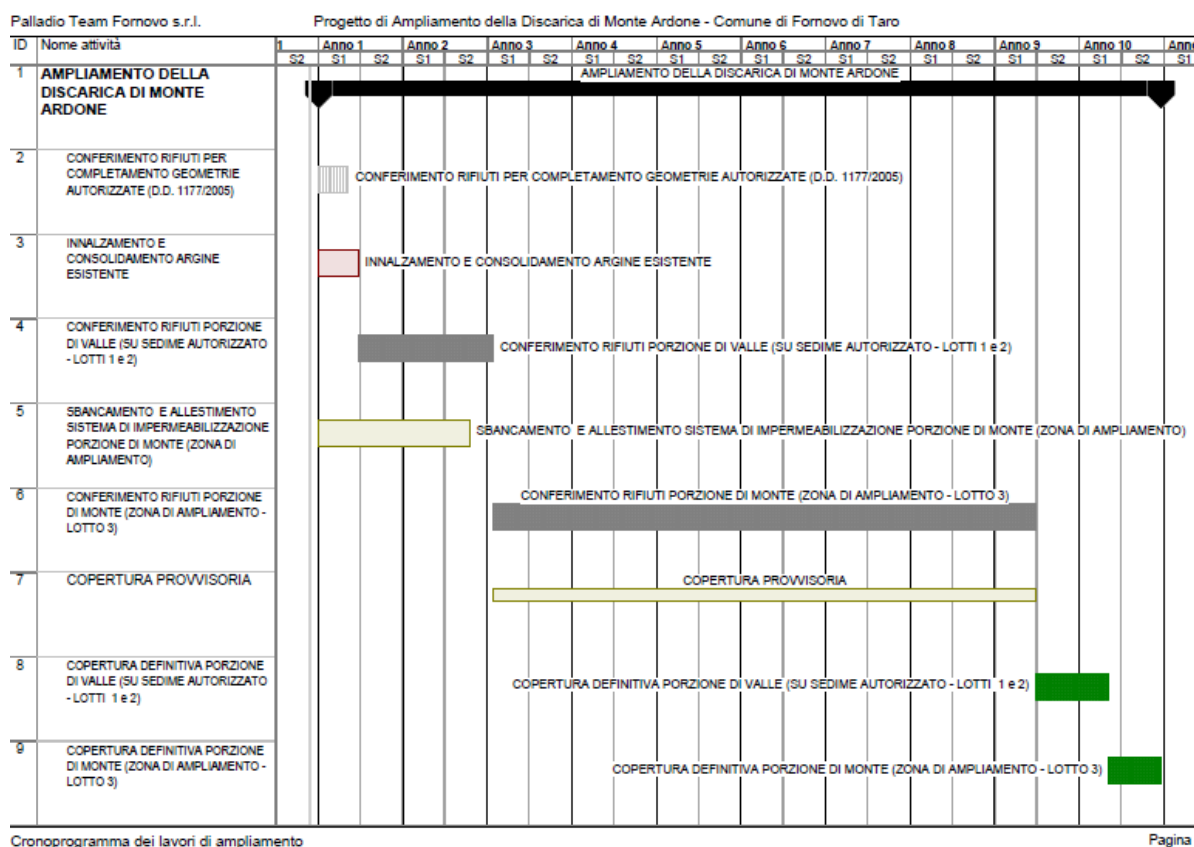 Palladio Team Fornovo s.r.l. Progetto di Ampliamento della Discarica di Monte Ardone - Comune di Fornovo di Taro
ID Nome attività 1 Anno 1 Anno 2 Anno 3 Anno 4 Anno 5 Anno 6 Anno 7 Anno 8 Anno 9 Anno 10 Anno
S2 S1 S2 S1 S2 S1 S2 S1 S2 S1 S2 S1 S2 S1 S2 S1 S2 S1 S2 S1 S2 S1
1 AMPLIAMENTO DELLA
DISCARICA DI MONTE
ARDONE
AMPLIAMENTO DELLA DISCARICA DI MONTE ARDONE
2 CONFERIMENTO RIFIUTI PER
COMPLETAMENTO GEOMETRIE
AUTORIZZATE (D.D. 1177/2005)
CONFERIMENTO RIFIUTI PER COMPLETAMENTO GEOMETRIE AUTORIZZATE (D.D. 1177/2005)
3 INNALZAMENTO E
CONSOLIDAMENTO ARGINE
ESISTENTE
INNALZAMENTO E CONSOLIDAMENTO ARGINE ESISTENTE
4 CONFERIMENTO RIFIUTI PORZIONE
DI VALLE (SU SEDIME AUTORIZZATO
- LOTTI 1 e 2)
CONFERIMENTO RIFIUTI PORZIONE DI VALLE (SU SEDIME AUTORIZZATO - LOTTI 1 e 2)
5 SBANCAMENTO E ALLESTIMENTO
SISTEMA DI IMPERMEABILIZZAZIONE
PORZIONE DI MONTE (ZONA DI
AMPLIAMENTO)
SBANCAMENTO E ALLESTIMENTO SISTEMA DI IMPERMEABILIZZAZIONE PORZIONE DI MONTE (ZONA DI AMPLIAMENTO)
6 CONFERIMENTO RIFIUTI PORZIONE
DI MONTE (ZONA DI AMPLIAMENTO -
LOTTO 3)
CONFERIMENTO RIFIUTI PORZIONE DI MONTE (ZONA DI AMPLIAMENTO - LOTTO 3)
7 COPERTURA PROVVISORIA
COPERTURA PROVVISORIA
8 COPERTURA DEFINITIVA PORZIONE
DI VALLE (SU SEDIME AUTORIZZATO
- LOTTI 1 e 2)
COPERTURA DEFINITIVA PORZIONE DI VALLE (SU SEDIME AUTORIZZATO - LOTTI 1 e 2)
9 COPERTURA DEFINITIVA PORZIONE
DI MONTE (ZONA DI AMPLIAMENTO -
LOTTO 3)
COPERTURA DEFINITIVA PORZIONE DI MONTE (ZONA DI AMPLIAMENTO - LOTTO 3)
Cronoprogramma dei lavori di ampliamento Pagina